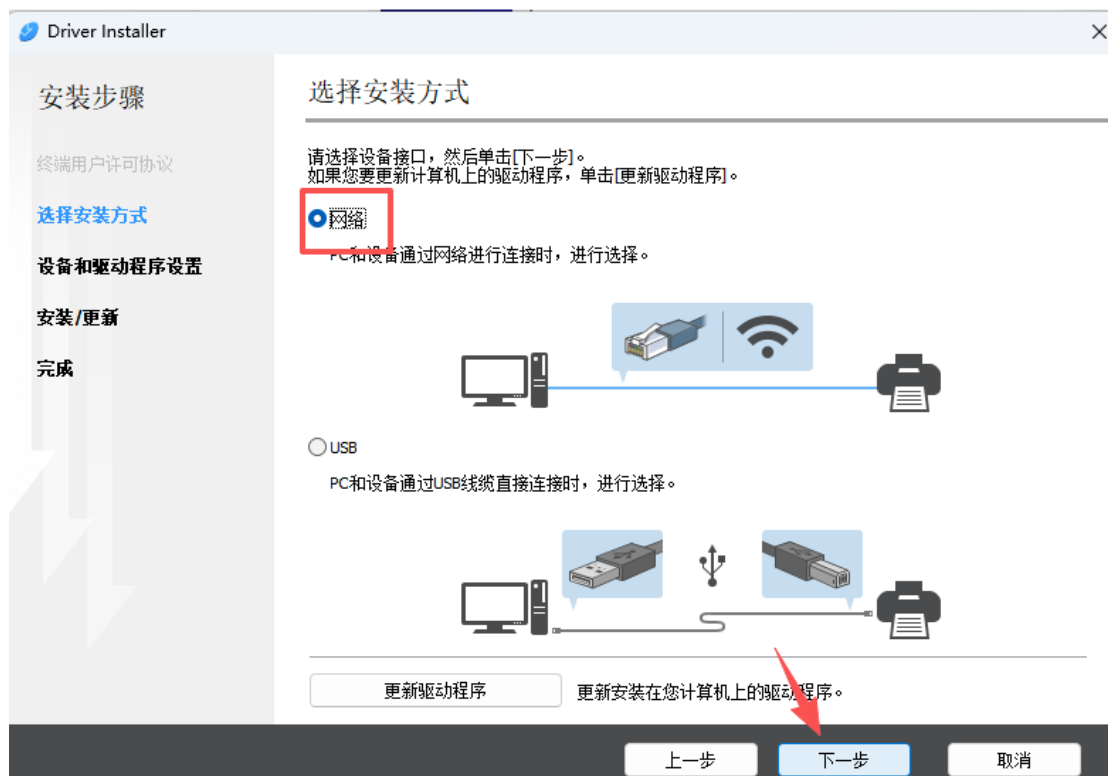 Driver Installer
安装步骤
终端用户许可协议
选择安装方式
设备和驱动程序设置
安装/更新
完成
选择安装方式
请选择设备接口，然后单击[下一步]。
如果您要更新计算机上的驱动程序，单击[更新驱动程序]。
网络
PC和设备通过网络进行连接时，进行选择。
USB
PC和设备通过USB线缆直接连接时，进行选择。
更新驱动程序
更新安装在您计算机上的驱动程序。
上一步
下一步
取消